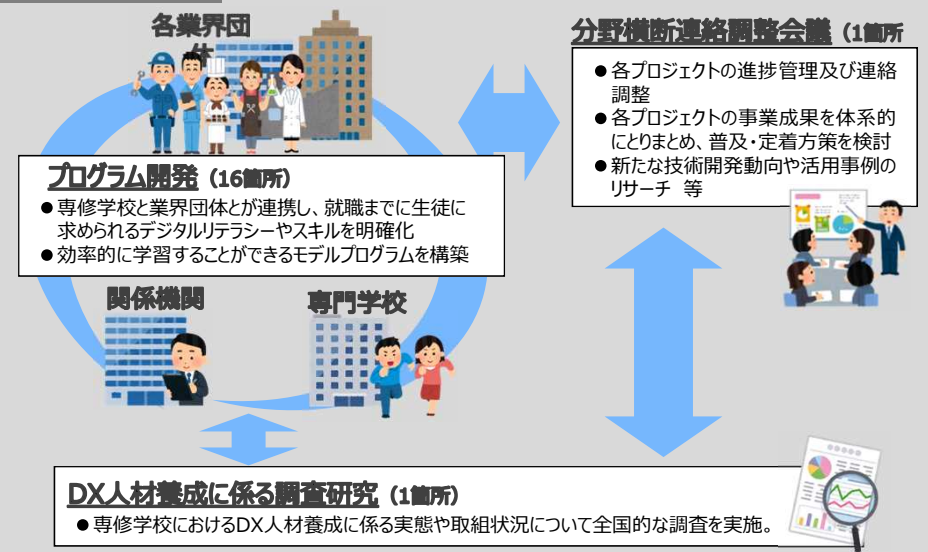 各業界団
体
分野横断連絡調整会議（1箇所
●各プロジェクトの進捗管理及び連絡
調整
●各プロジェクトの事業成果を体系的
にとりまとめ、普及・定着方策を検討
●新たな技術開発動向や活用事例の
リサーチ 等
プログラム開発（16箇所）
●専修学校と業界団体とが連携し、就職までに生徒に
求められるデジタルリテラシーやスキルを明確化
●効率的に学習することができるモデルプログラムを構築
関係機関
専門学校
DX人材養成に係る調査研究（1箇所）
●専修学校におけるDX人材養成に係る実態や取組状況について全国的な調査を実施。